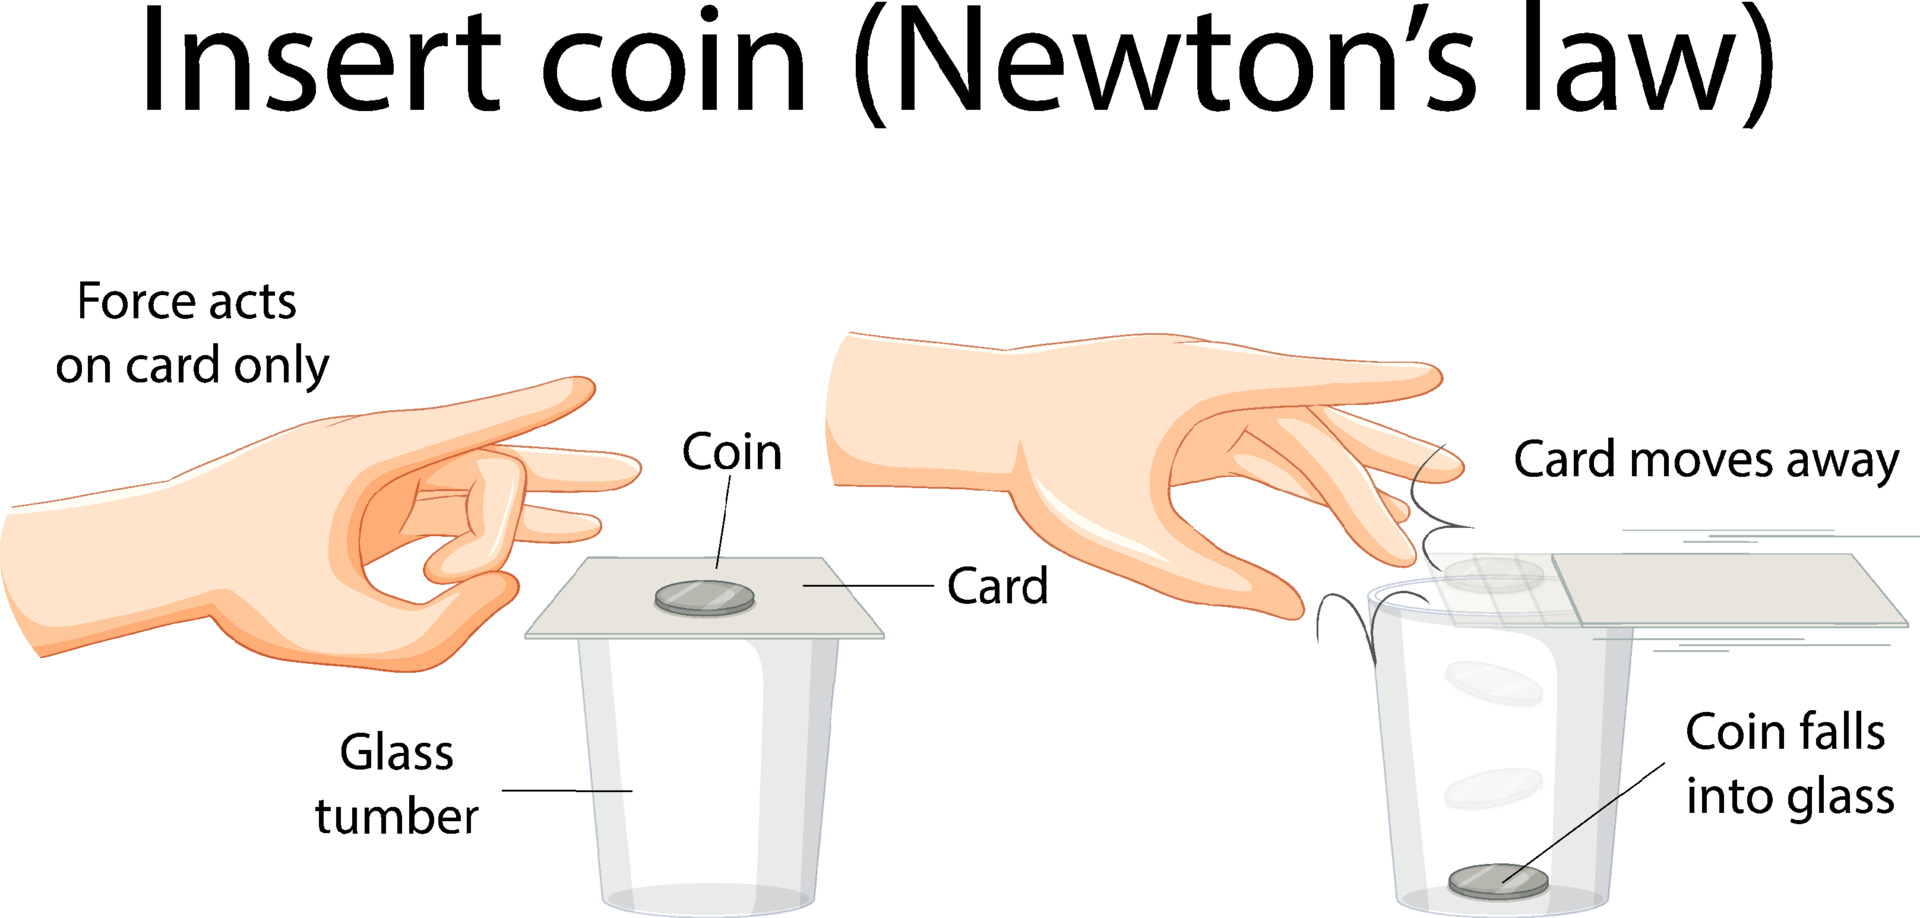 Insert coin (Newton’s law)
Force acts
on card only
Coin
Card
Glass
tumber
Card moves away
Coin falls
into glass